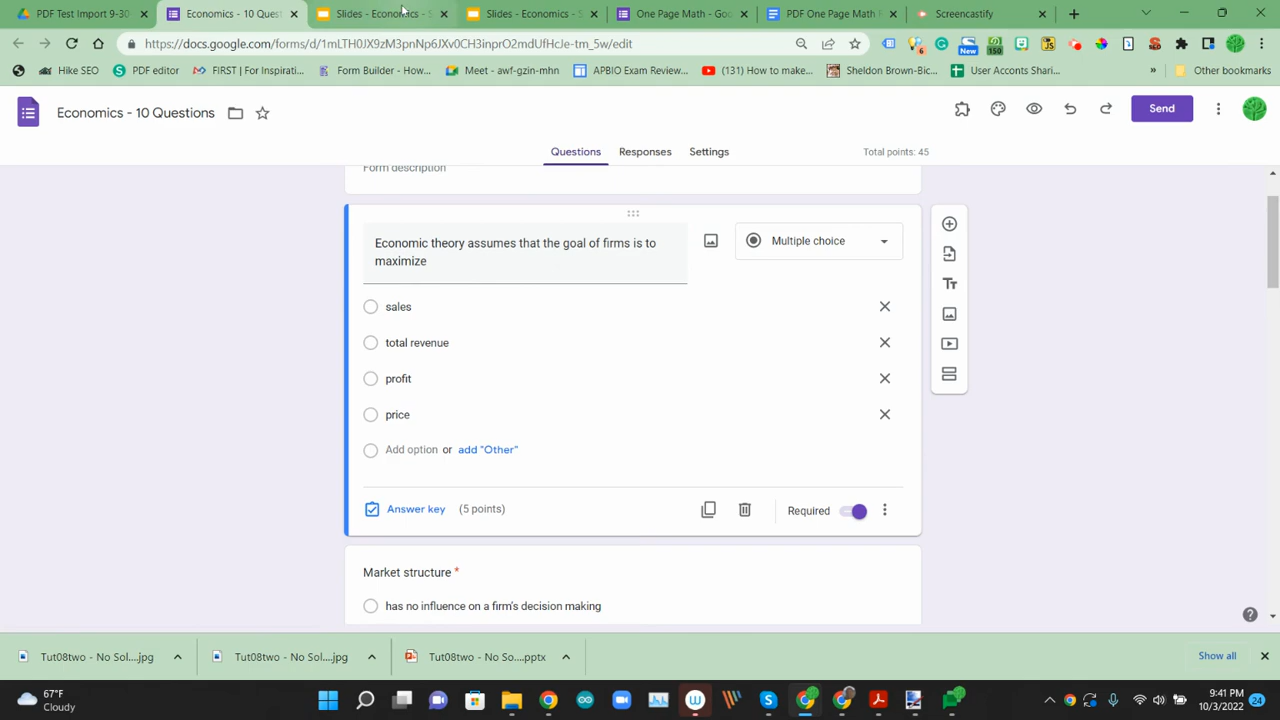 PDF Test Import 9-30
Economics - 10 Quest
Slides - Economics - S
Slides - Economics - S
One Page Math - Goo
PDF One Page Math F
Screencastify
https://docs.google.com/forms/d/1mlTH0JX9zM3pnNp6JXv0CH3inprO2mdUfHcJe-tm_5w/edit
New
150
Hike SEO
PDF editor
FIRST | For Inspirati...
Form Builder - How...
Meet - awf-gzin-mhn
APBIO Exam Review...
(131) How to make...
Sheldon Brown-Bic...
User Acconts Shari...
Other bookmarks
Economics - 10 Questions
Send
Questions
Responses
Settings
Total points: 45
Form description
Economic theory assumes that the goal of firms is to
maximize
Multiple choice
sales
total revenue
profit
price
Add option or add "Other"
Answer key (5 points)
Required
Market structure *
has no influence on a firm's decision making
Tut08two - No Sol....jpg
Tut08two - No Sol....jpg
Tut08two - No So....pptx
Show all
67°F
Cloudy
9:41 PM
10/3/2022
24